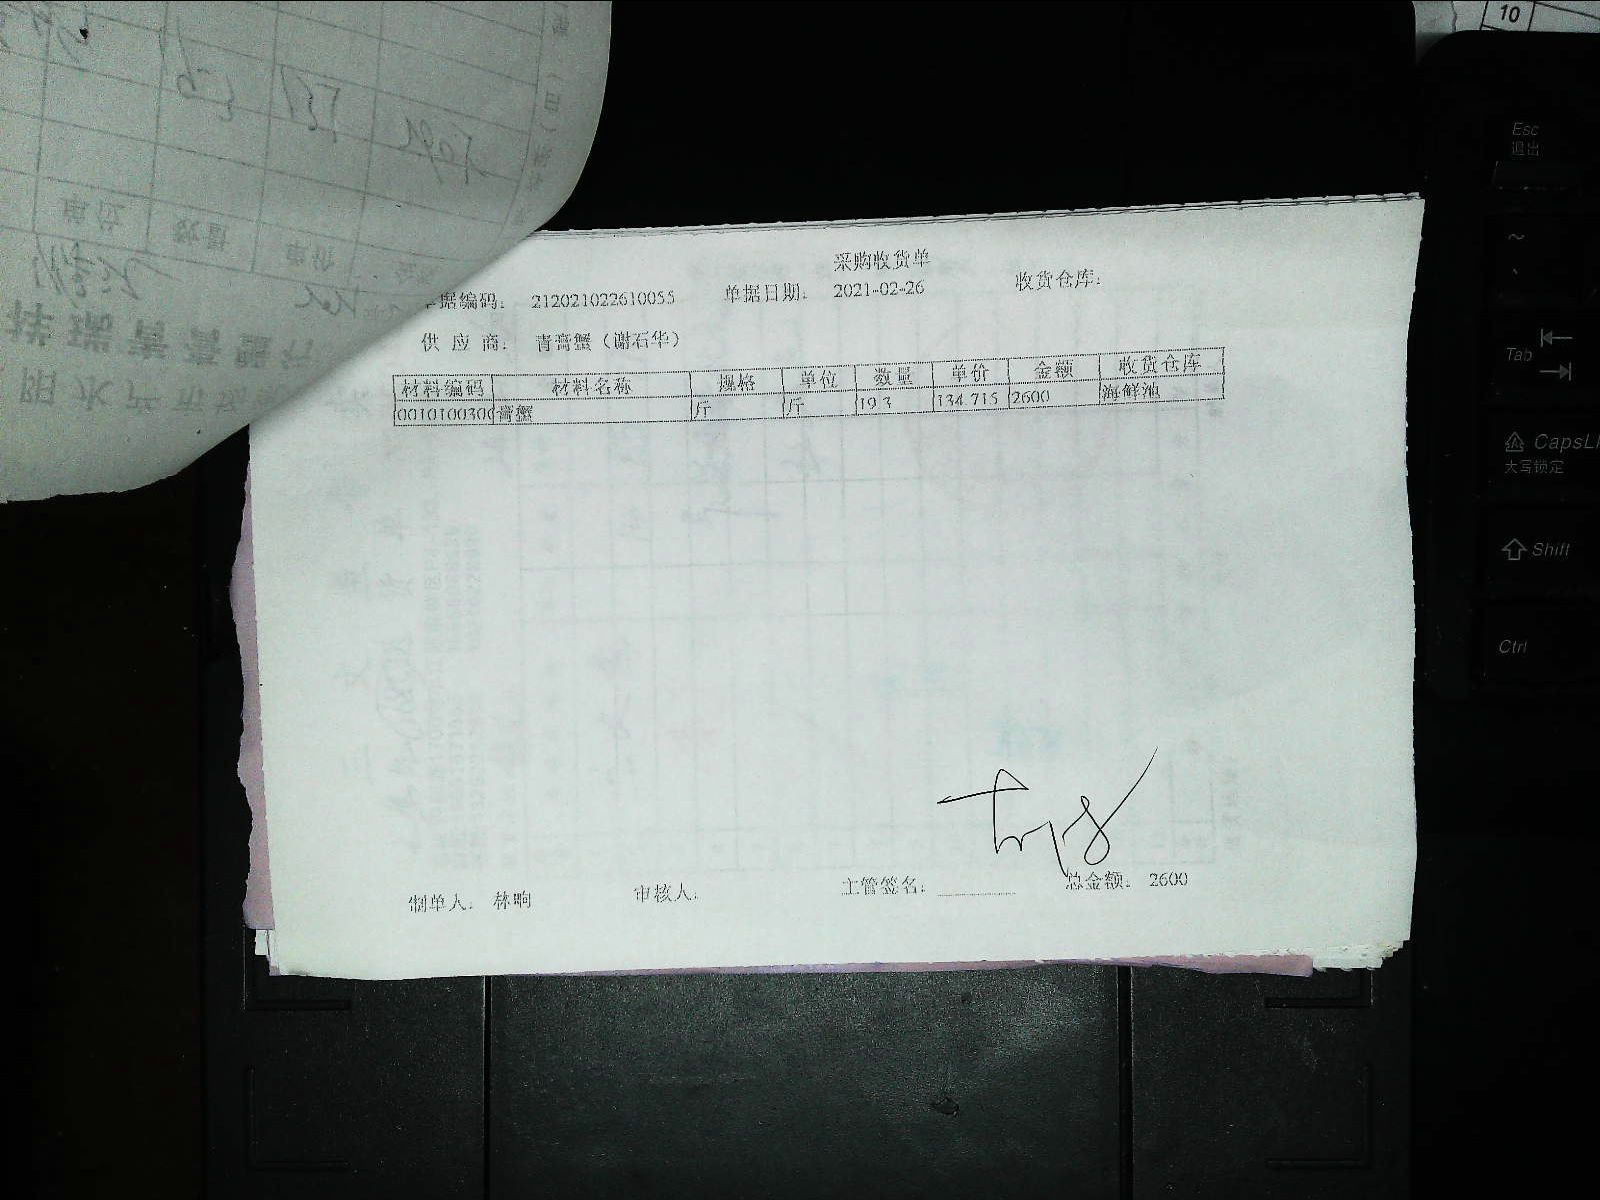 采购收货单
单据编码： 212021022610055 单据日期： 2021-02-26 收货仓库：
供 应 商： 青膏蟹（谢石华）
材料编码 材料名称 规格 单位 数量 单价 金额 收货仓库
0010100300 膏蟹 斤 斤 19.3 134.715 2600 海鲜池
制单人： 林晌 审核人： 主管签名： 总金额： 2600
10
Esc
退出
~
Tab
CapsL
大写锁定
Shift
Ctrl